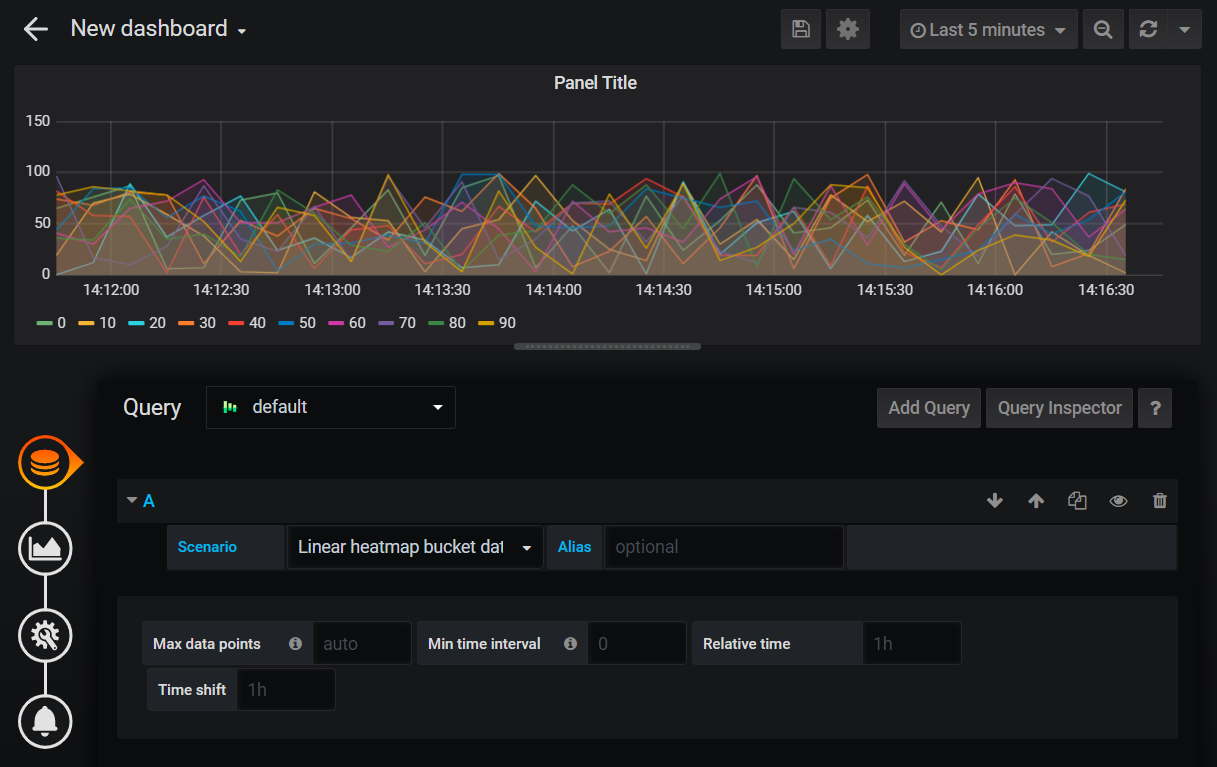 New dashboard
Last 5 minutes
Panel Title
150
100
50
0
14:12:00 14:12:30 14:13:00 14:13:30 14:14:00 14:14:30 14:15:00 14:15:30 14:16:00 14:16:30
0 10 20 30 40 50 60 70 80 90
Query default Add Query Query Inspector ?
A
Scenario Linear heatmap bucket dat Alias optional
Max data points auto Min time interval 0 Relative time 1h
Time shift 1h